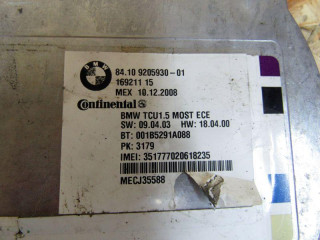 BMW
84.10 9205930-01
169211 15
MEX 10.12.2008
Continental
BMW TCU1.5 MOST ECE
SW: 09.04.03 HW: 18.04.00
BT: 001B5291A088
PK: 3179
IMEI: 351777020618235
MECJ35588